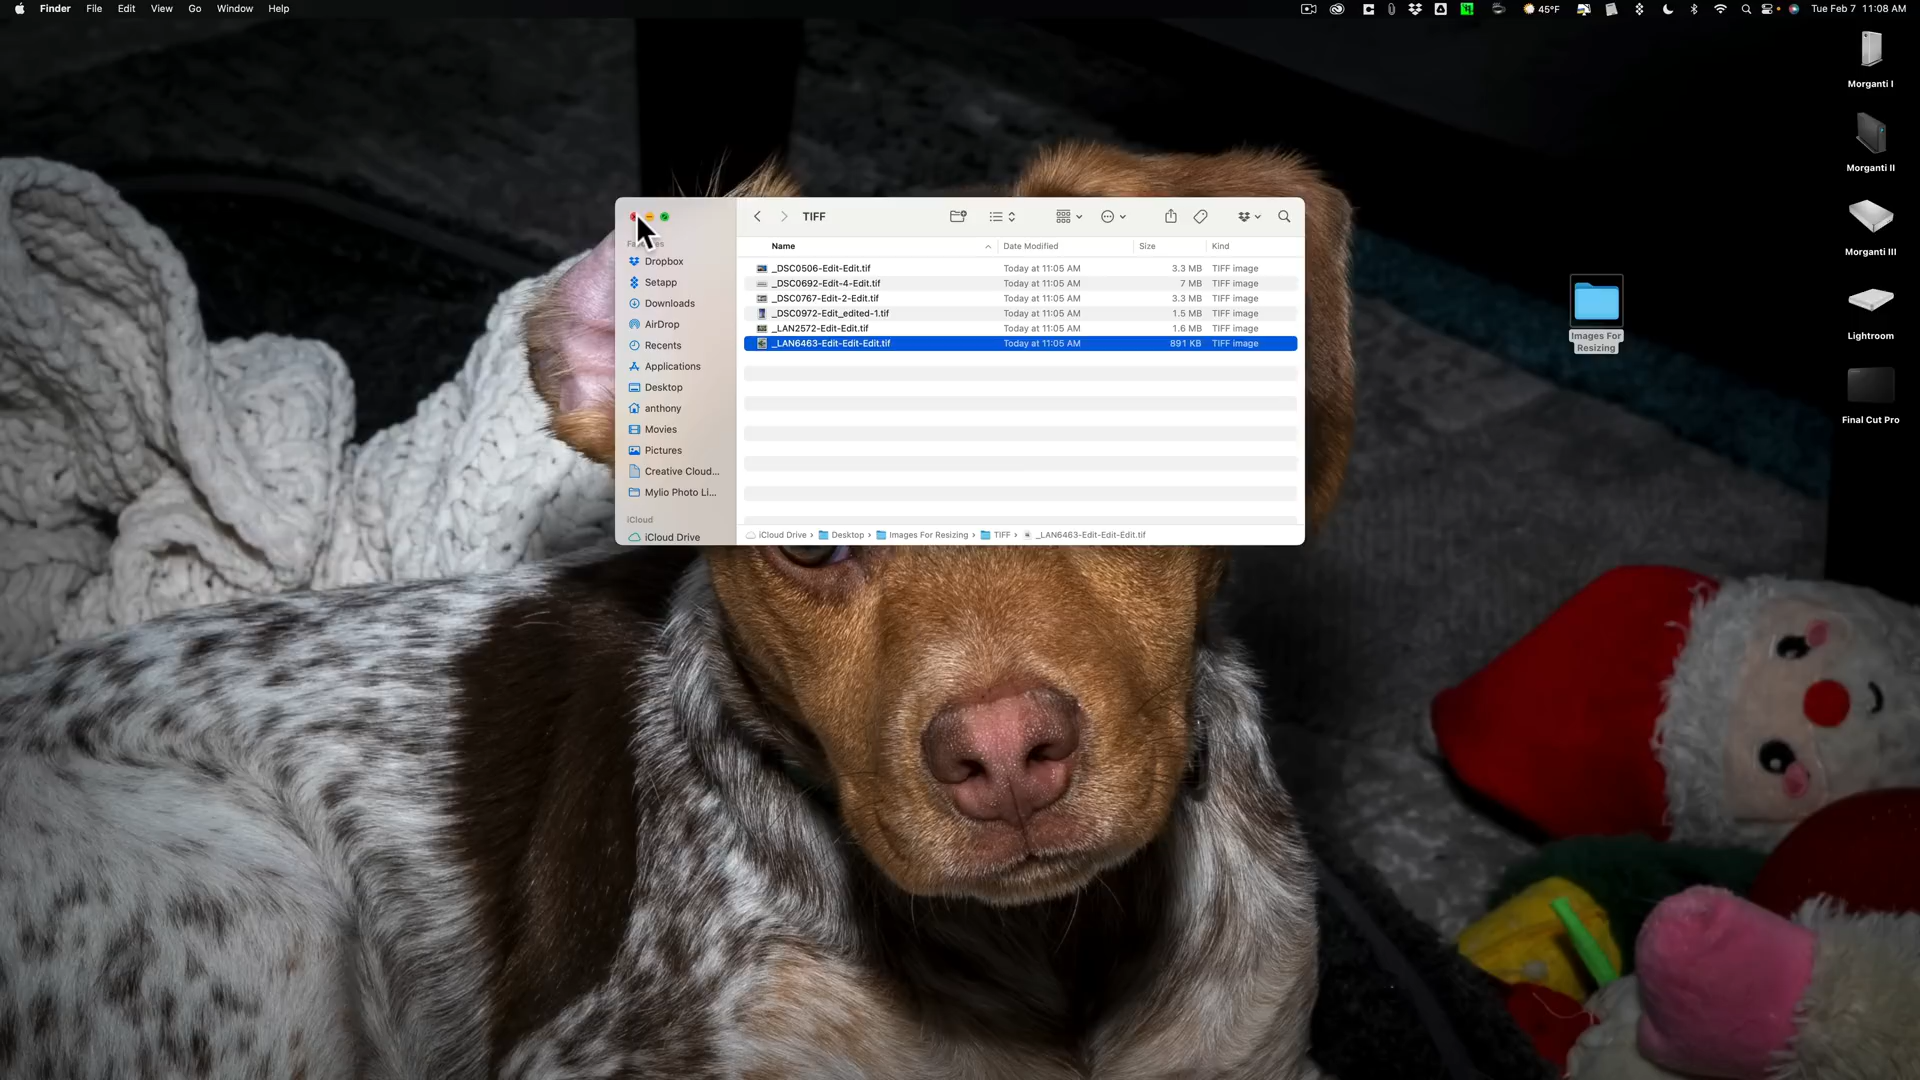 Finder File Edit View Go Window Help
45°F Tue Feb 7 11:08 AM
Morganti I
Morganti II
Morganti III
Lightroom
Final Cut Pro
Images For
Resizing
TIFF
Name Date Modified Size Kind
_DSC0506-Edit-Edit.tif Today at 11:05 AM 3.3 MB TIFF image
_DSC0692-Edit-4-Edit.tif Today at 11:05 AM 7 MB TIFF image
_DSC0767-Edit-2-Edit.tif Today at 11:05 AM 3.3 MB TIFF image
_DSC0972-Edit_edited-1.tif Today at 11:05 AM 1.5 MB TIFF image
_LAN2572-Edit-Edit.tif Today at 11:05 AM 1.6 MB TIFF image
_LAN6463-Edit-Edit-Edit.tif Today at 11:05 AM 891 KB TIFF image
Dropbox
Setapp
Downloads
AirDrop
Recents
Applications
Desktop
anthony
Movies
Pictures
Creative Cloud...
Mylio Photo Li...
iCloud
iCloud Drive
iCloud Drive › Desktop › Images For Resizing › TIFF › _LAN6463-Edit-Edit-Edit.tif